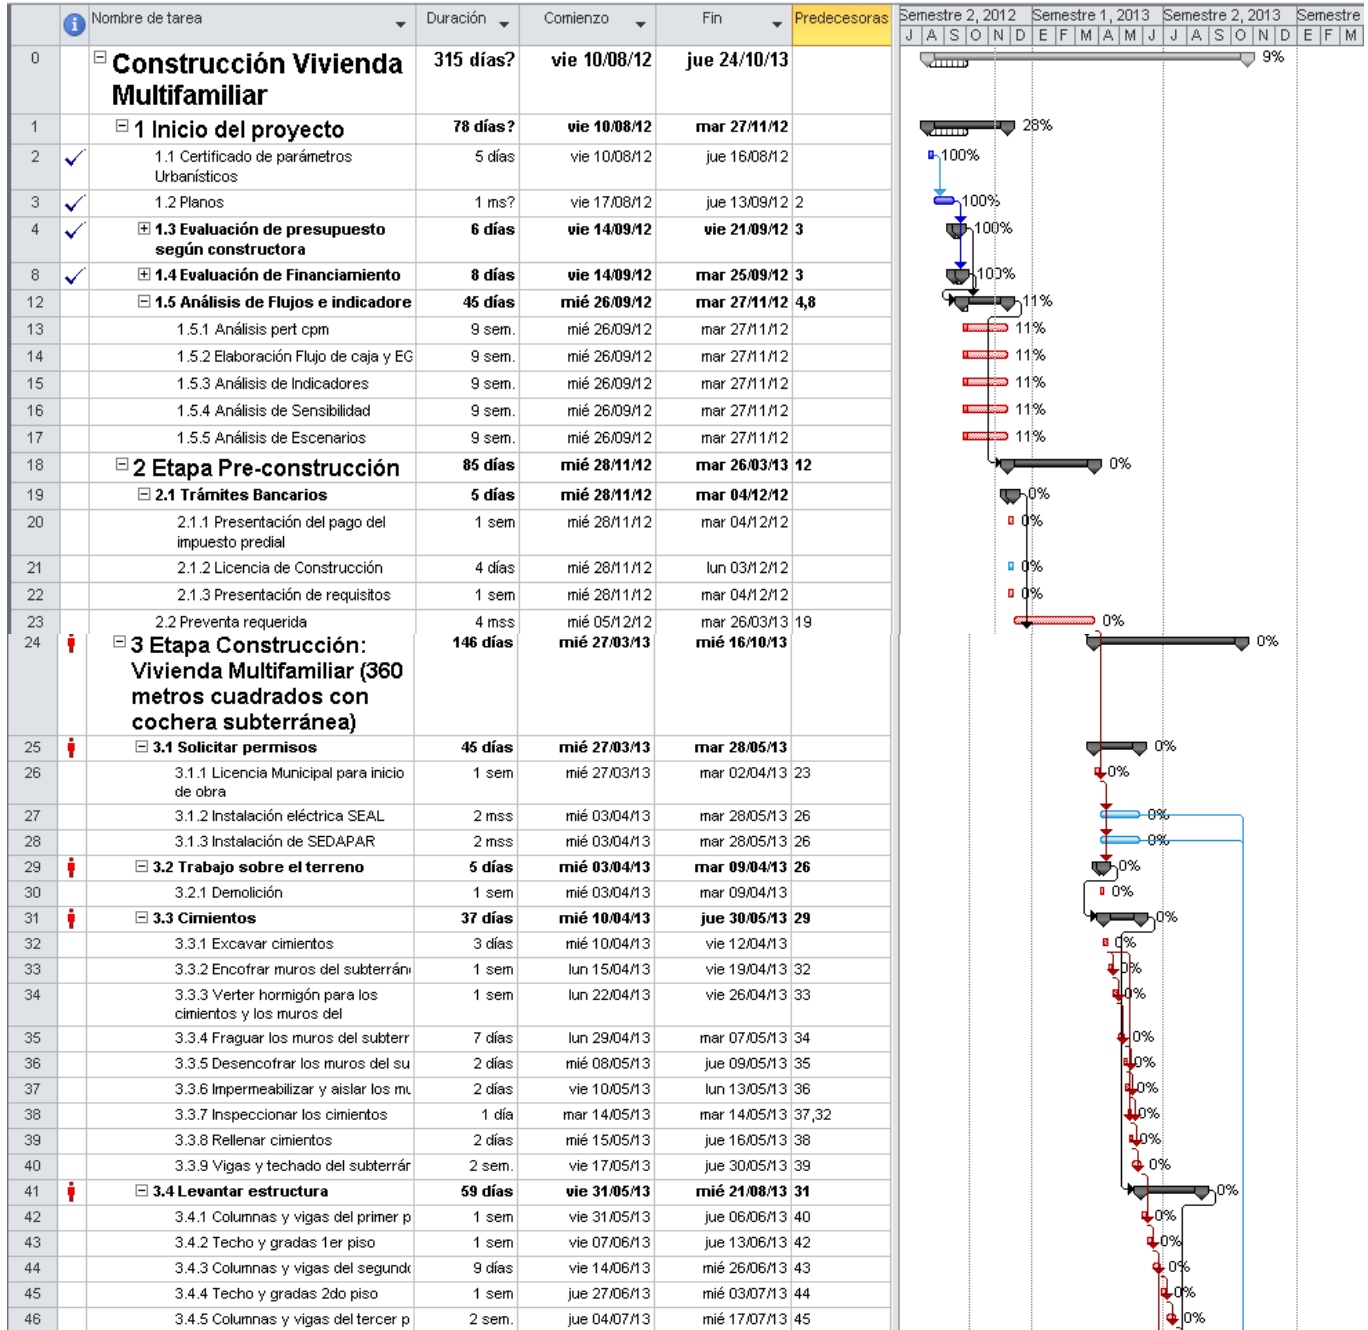 Nombre de tarea Duración Comienzo Fin Predecesoras Semestre 2, 2012 Semestre 1, 2013 Semestre 2, 2013 Semestre
J A S O N D E F M A M J J A S O N D E F M
0 Construcción Vivienda 315 días? vie 10/08/12 jue 24/10/13 9%
Multifamiliar
1 1 Inicio del proyecto 78 días? vie 10/08/12 mar 27/11/12 28%
2 1.1 Certificado de parámetros 5 días vie 10/08/12 jue 16/08/12 100%
Urbanísticos
3 1.2 Planos 1 ms? vie 17/08/12 jue 13/09/12 2 100%
4 1.3 Evaluación de presupuesto 6 días vie 14/09/12 vie 21/09/12 3 100%
según constructora
8 1.4 Evaluación de Financiamiento 8 días vie 14/09/12 mar 25/09/12 3 100%
12 1.5 Análisis de Flujos e indicadore 45 días mié 26/09/12 mar 27/11/12 4,8 11%
13 1.5.1 Análisis pert cpm 9 sem. mié 26/09/12 mar 27/11/12 11%
14 1.5.2 Elaboración Flujo de caja y EG 9 sem. mié 26/09/12 mar 27/11/12 11%
15 1.5.3 Análisis de Indicadores 9 sem. mié 26/09/12 mar 27/11/12 11%
16 1.5.4 Análisis de Sensibilidad 9 sem. mié 26/09/12 mar 27/11/12 11%
17 1.5.5 Análisis de Escenarios 9 sem. mié 26/09/12 mar 27/11/12 11%
18 2 Etapa Pre-construcción 85 días mié 28/11/12 mar 26/03/13 12 0%
19 2.1 Trámites Bancarios 5 días mié 28/11/12 mar 04/12/12 0%
20 2.1.1 Presentación del pago del 1 sem mié 28/11/12 mar 04/12/12 0%
impuesto predial
21 2.1.2 Licencia de Construcción 4 días mié 28/11/12 lun 03/12/12 0%
22 2.1.3 Presentación de requisitos 1 sem mié 28/11/12 mar 04/12/12 0%
23 2.2 Preventa requerida 4 mss mié 05/12/12 mar 26/03/13 19 0%
24 3 Etapa Construcción: 146 días mié 27/03/13 mié 16/10/13 0%
Vivienda Multifamiliar (360
metros cuadrados con
cochera subterránea)
25 3.1 Solicitar permisos 45 días mié 27/03/13 mar 28/05/13 0%
26 3.1.1 Licencia Municipal para inicio 1 sem mié 27/03/13 mar 02/04/13 23 0%
de obra
27 3.1.2 Instalación eléctrica SEAL 2 mss mié 03/04/13 mar 28/05/13 26 0%
28 3.1.3 Instalación de SEDAPAR 2 mss mié 03/04/13 mar 28/05/13 26 0%
29 3.2 Trabajo sobre el terreno 5 días mié 03/04/13 mar 09/04/13 26 0%
30 3.2.1 Demolición 1 sem mié 03/04/13 mar 09/04/13 0%
31 3.3 Cimientos 37 días mié 10/04/13 jue 30/05/13 29 0%
32 3.3.1 Excavar cimientos 3 días mié 10/04/13 vie 12/04/13 0%
33 3.3.2 Encofrar muros del subterrán 1 sem lun 15/04/13 vie 19/04/13 32 0%
34 3.3.3 Verter hormigón para los 1 sem lun 22/04/13 vie 26/04/13 33 0%
cimientos y los muros del
35 3.3.4 Fraguar los muros del subterr 7 días lun 29/04/13 mar 07/05/13 34 0%
36 3.3.5 Desencofrar los muros del su 2 días mié 08/05/13 jue 09/05/13 35 0%
37 3.3.6 Impermeabilizar y aislar los mu 2 días vie 10/05/13 lun 13/05/13 36 0%
38 3.3.7 Inspeccionar los cimientos 1 día mar 14/05/13 mar 14/05/13 37,32 0%
39 3.3.8 Rellenar cimientos 2 días mié 15/05/13 jue 16/05/13 38 0%
40 3.3.9 Vigas y techado del subterrár 2 sem. vie 17/05/13 jue 30/05/13 39 0%
41 3.4 Levantar estructura 59 días vie 31/05/13 mié 21/08/13 31 0%
42 3.4.1 Columnas y vigas del primer p 1 sem vie 31/05/13 jue 06/06/13 40 0%
43 3.4.2 Techo y gradas 1er piso 1 sem vie 07/06/13 jue 13/06/13 42 0%
44 3.4.3 Columnas y vigas del segundo 9 días vie 14/06/13 mié 26/06/13 43 0%
45 3.4.4 Techo y gradas 2do piso 1 sem jue 27/06/13 mié 03/07/13 44 0%
46 3.4.5 Columnas y vigas del tercer p 2 sem. jue 04/07/13 mié 17/07/13 45 0%